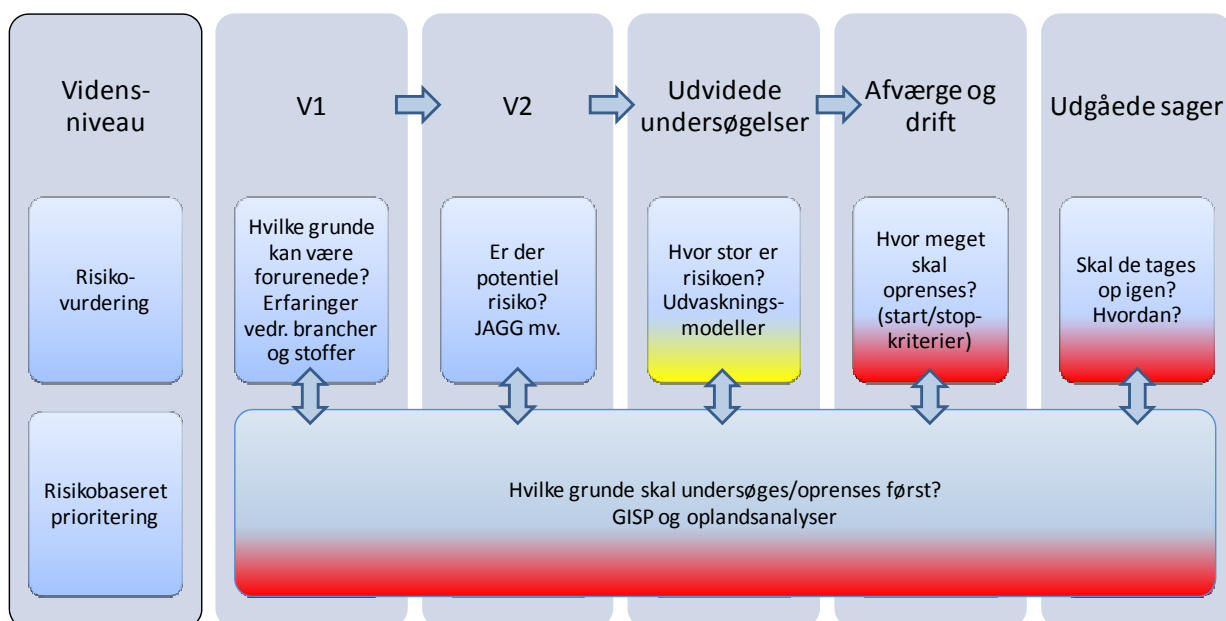 Videns-
niveau
V1
V2
Udvidede
undersøgelser
Afværge og
drift
Udgåede sager
Risiko-
vurdering
Hvilke grunde
kan være
forurenede?
Erfaringer
vedr. brancher
og stoffer
Er der
potentiel
risiko?
JAGG mv.
Hvor stor er
risikoen?
Udvasknings-
modeller
Hvor meget
skal
oprenses?
(start/stop-
kriterier)
Skal de tages
op igen?
Hvordan?
Risikobaseret
prioritering
Hvilke grunde skal undersøges/oprenses først?
GISP og oplandsanalyser